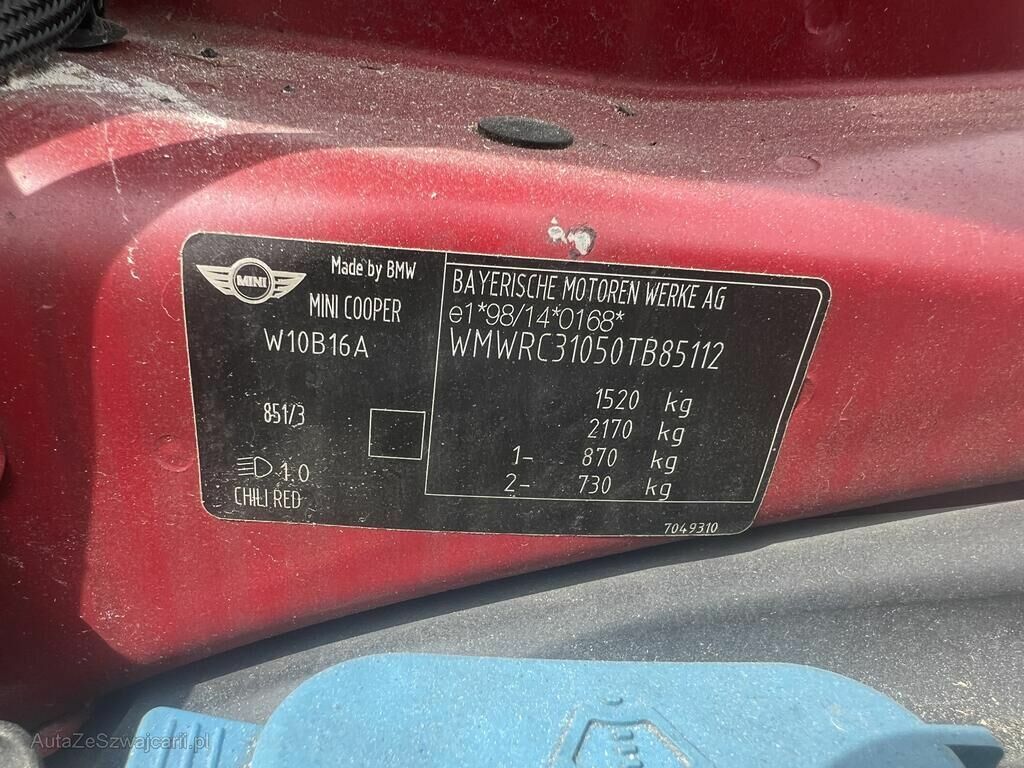 MINI
Made by BMW
MINI COOPER
W10B16A
851/3
1.0
CHILI RED
BAYERISCHE MOTOREN WERKE AG
e1*98/14*0168*
WMWRC31050TB85112
1520 kg
2170 kg
1- 870 kg
2- 730 kg
7049310
AutaZeSzwajcarii.pl